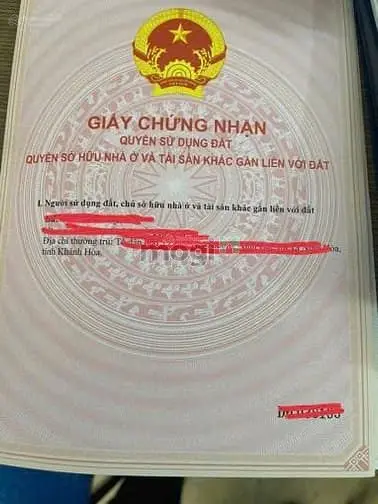 GIẤY CHỨNG NHẬN
QUYỀN SỬ DỤNG ĐẤT
QUYỀN SỞ HỮU NHÀ Ở VÀ TÀI SẢN KHÁC GẮN LIỀN VỚI ĐẤT
I. Người sử dụng đất, chủ sở hữu nhà ở và tài sản khác gắn liền với đất
Địa chỉ thường trú: Hòa,
mogi
tỉnh Khánh Hòa.